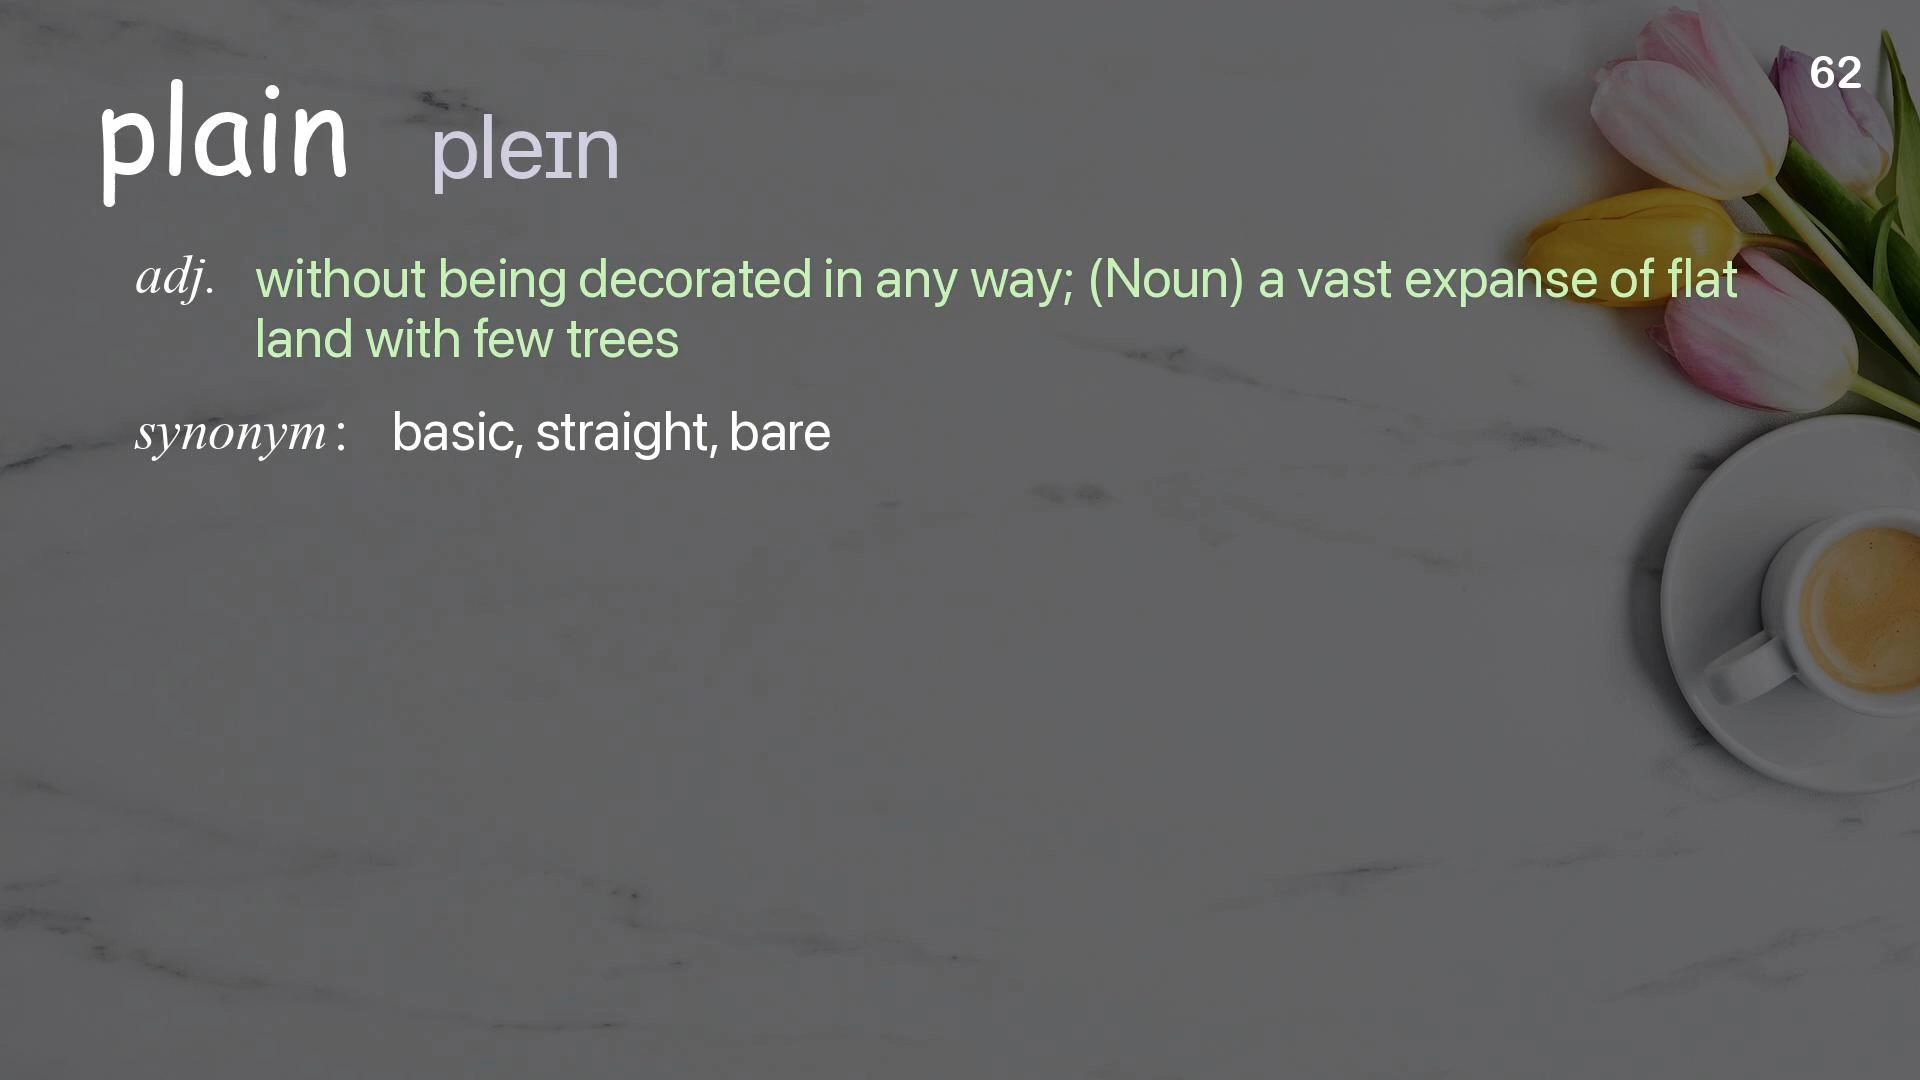 62
plain pleɪn
adj. without being decorated in any way; (Noun) a vast expanse of flat
land with few trees
synonym : basic, straight, bare